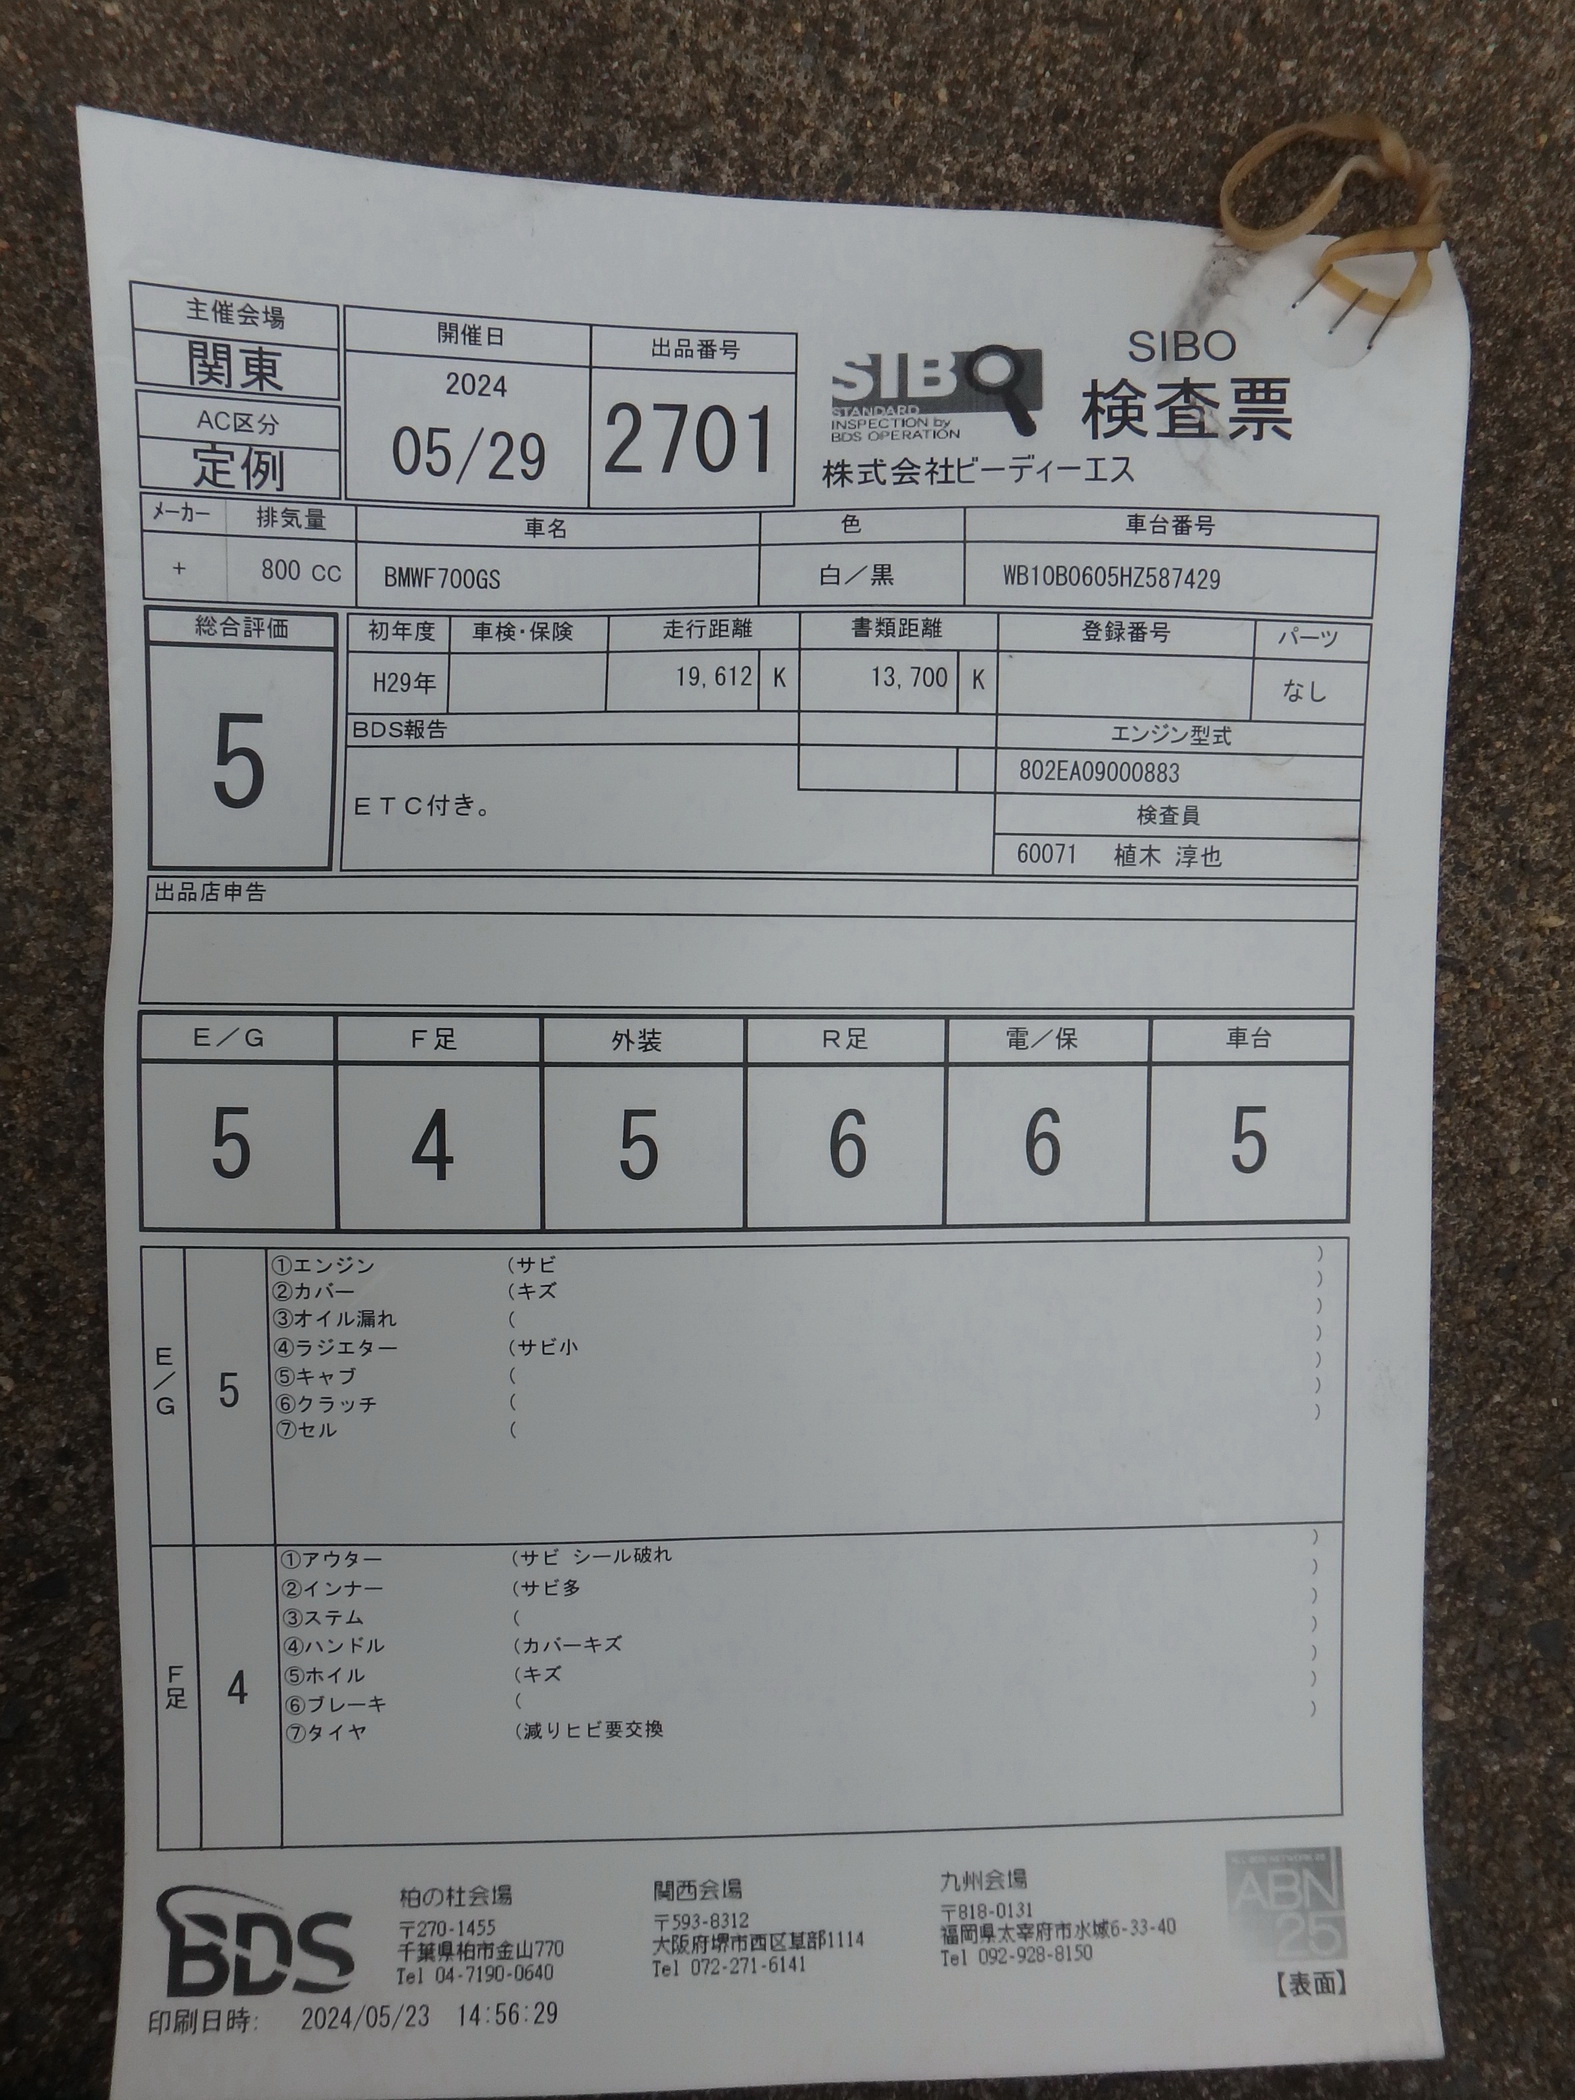 主催会場
関東
AC区分
定例
開催日
2024
05/29
出品番号
2701
SIBO
STANDARD
INSPECTION by
BDS OPERATION
SIBO
検査票
株式会社ビーディーエス
メーカー 排気量 車名 色 車台番号
+ 800 CC BMWF700GS 白/黒 WB10B0605HZ587429
総合評価
5
初年度 車検・保険 走行距離 書類距離 登録番号 パーツ
H29年 19,612 K 13,700 K なし
BDS報告
ETC付き。
エンジン型式
802EA09000883
検査員
60071 植木 淳也
出品店申告
E/G F足 外装 R足 電/保 車台
5 4 5 6 6 5
E/G 5
①エンジン (サビ )
②カバー (キズ )
③オイル漏れ ( )
④ラジエター (サビ小 )
⑤キャブ ( )
⑥クラッチ ( )
⑦セル ( )
F足 4
①アウター (サビ シール破れ )
②インナー (サビ多 )
③ステム ( )
④ハンドル (カバーキズ )
⑤ホイル (キズ )
⑥ブレーキ ( )
⑦タイヤ (減りヒビ要交換 )
BDS
柏の杜会場
〒270-1455
千葉県柏市金山770
Tel 04-7190-0640
関西会場
〒593-8312
大阪府堺市西区草部1114
Tel 072-271-6141
九州会場
〒818-0131
福岡県太宰府市水城6-33-40
Tel 092-928-8150
ABN
25
【表面】
印刷日時: 2024/05/23 14:56:29